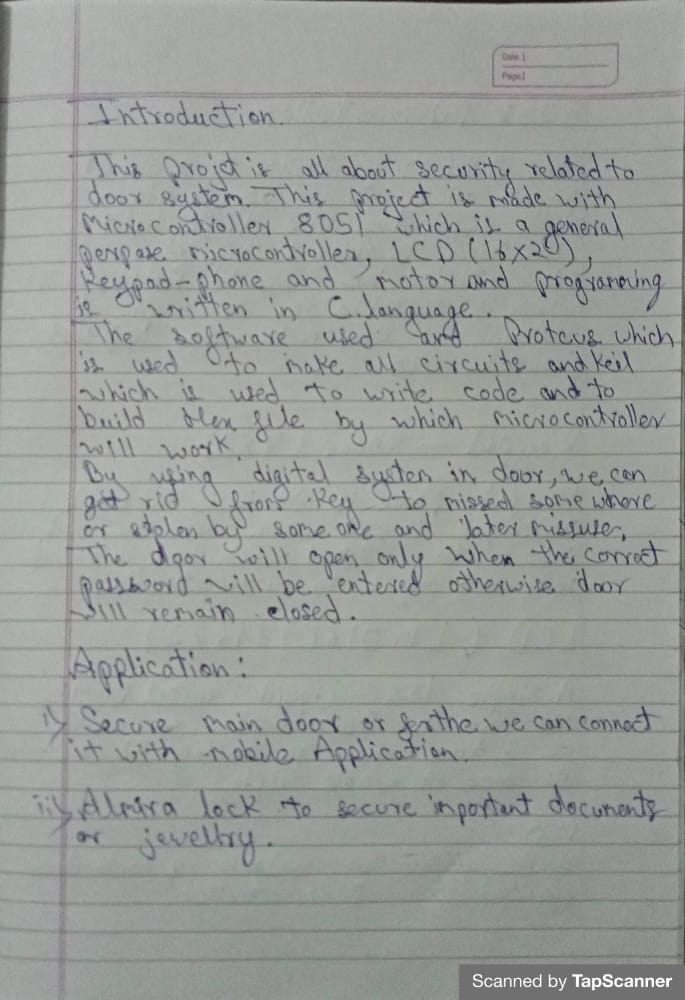 Date |
Page |
Introduction.
This projct is all about security related to
door system. This project is made with
Microcontroller 8051 which is a general
perpose microcontroller, LCD (16x20),
Keypad-phone and motor and programming
is written in C.language.
The software used and Proteus which
is used to make all circuits and Keil
which is used to write code and to
build Hex file by which microcontroller
will work.
By using digital system in door, we can
get rid from key to missed some where
or stolen by some one and later missuse,
The door will open only when the correct
password will be entered otherwise door
will remain closed.
Application:
i) Secure main door or ferthe we can connect
it with mobile Application.
ii) Almira lock to secure important documents
or jewellry.
Scanned by TapScanner